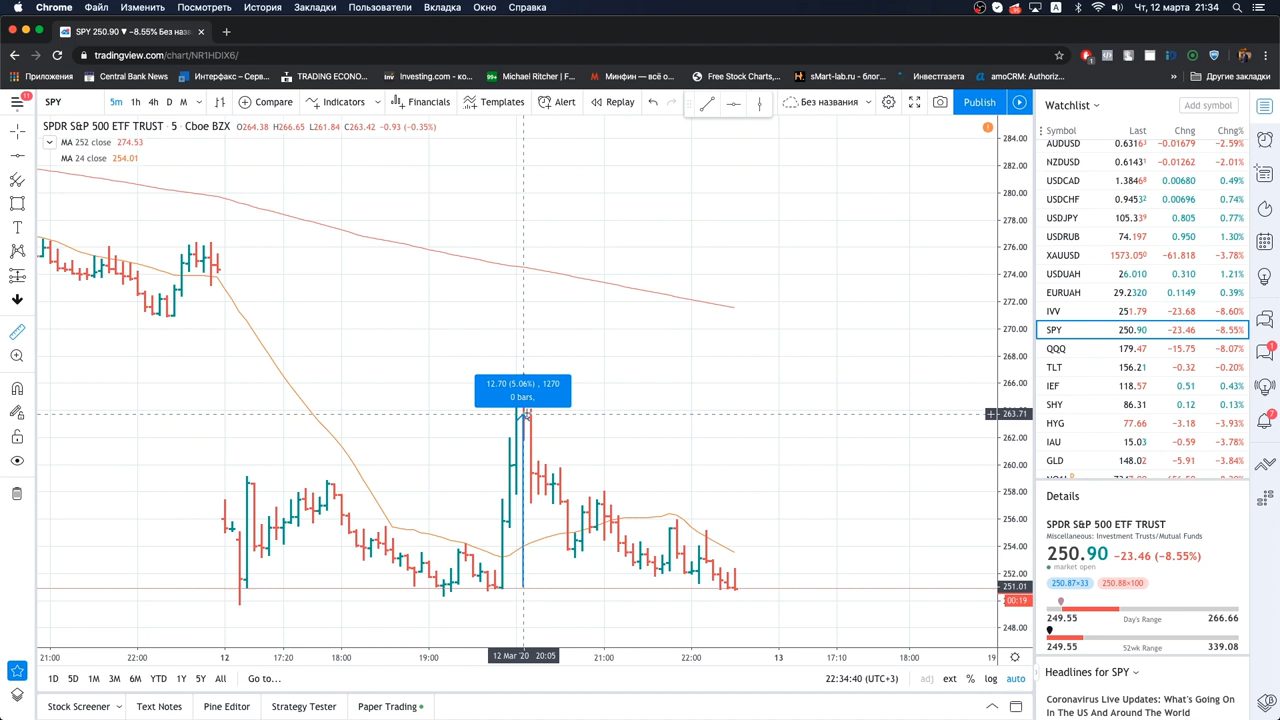 Chrome Файл Изменить Посмотреть История Закладки Пользователи Вкладка Окно Справка Чт, 12 марта 21:34
SPY 250.90 ▼ −8.55% Без наз
tradingview.com/chart/NR1HDIX6/
Приложения Central Bank News Интерфакс – Серв... TRADING ECONO... Investing.com - ко... Michael Ritcher | F... Минфин — всё о... Stock Charts,... sMart-lab.ru - блог... Инвестгазета amoCRM: Authoriz... » Другие закладки
SPY 5m 1h 4h D M Compare Indicators Financials Templates Alert Replay Без названия Publish
Watchlist Add symbol
SPDR S&P 500 ETF TRUST · 5 · Cboe BZX O264.38 H266.65 L261.84 C263.42 −0.93 (−0.35%)
MA 252 close 274.53
MA 24 close 254.01
284.00
282.00
280.00
278.00
276.00
274.00
272.00
270.00
268.00
266.00
263.71
262.00
260.00
258.00
256.00
254.00
252.00
251.01
00:19
248.00
12.70 (5.06%) , 1270
0 bars,
21:00 22:00 12 17:20 18:00 19:00 12 Mar '20 20:05 21:00 22:00 13 17:10 18:00 19
1D 5D 1M 3M 6M YTD 1Y 5Y All Go to... 22:34:40 (UTC+3) adj ext % log auto
Stock Screener Text Notes Pine Editor Strategy Tester Paper Trading
Symbol Last Chng Chng%
AUDUSD 0.6316³ −0.01679 −2.59%
NZDUSD 0.6143¹ −0.01262 −2.01%
USDCAD 1.3846⁸ 0.00680 0.49%
USDCHF 0.9453² 0.00696 0.74%
USDJPY 105.33⁹ 0.805 0.77%
USDRUB 74.197 0.950 1.30%
XAUUSD 1573.05⁰ −61.818 −3.78%
USDUAH 26.010 0.310 1.21%
EURUAH 29.2320 0.1149 0.39%
IVV 251.79 −23.68 −8.60%
SPY 250.90 −23.46 −8.55%
QQQ 179.47 −15.75 −8.07%
TLT 156.21 −0.32 −0.20%
IEF 118.57 0.51 0.43%
SHY 86.31 0.12 0.13%
HYG 77.66 −3.18 −3.93%
IAU 15.03 −0.59 −3.78%
GLD 148.02 −5.91 −3.84%
Details
SPDR S&P 500 ETF TRUST
Miscellaneous: Investment Trusts/Mutual Funds
250.90 −23.46 (−8.55%)
market open
250.87×33 250.88×100
249.55 Day's Range 266.66
249.55 52wk Range 339.08
Headlines for SPY
Coronavirus Live Updates: What's Going On
In The US And Around The World